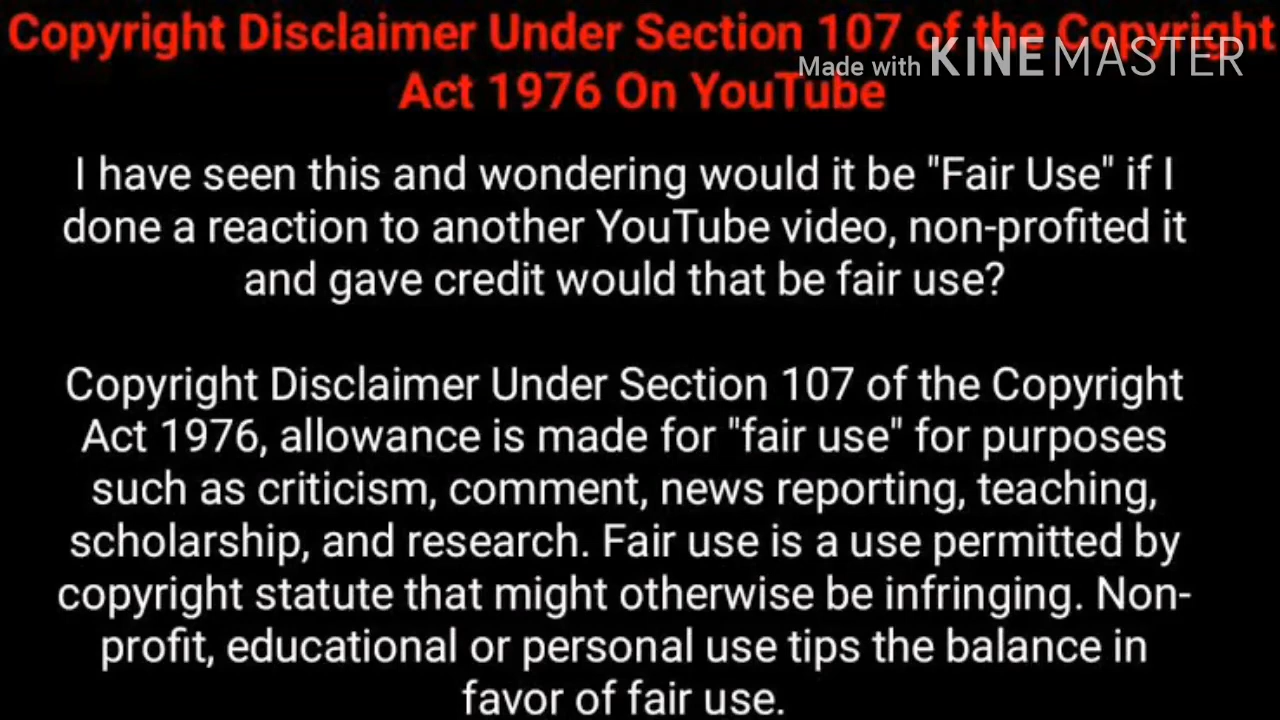 Copyright Disclaimer Under Section 107 of the Copyright
Made with KINEMASTER
Act 1976 On YouTube
I have seen this and wondering would it be "Fair Use" if I
done a reaction to another YouTube video, non-profited it
and gave credit would that be fair use?
Copyright Disclaimer Under Section 107 of the Copyright
Act 1976, allowance is made for "fair use" for purposes
such as criticism, comment, news reporting, teaching,
scholarship, and research. Fair use is a use permitted by
copyright statute that might otherwise be infringing. Non-
profit, educational or personal use tips the balance in
favor of fair use.